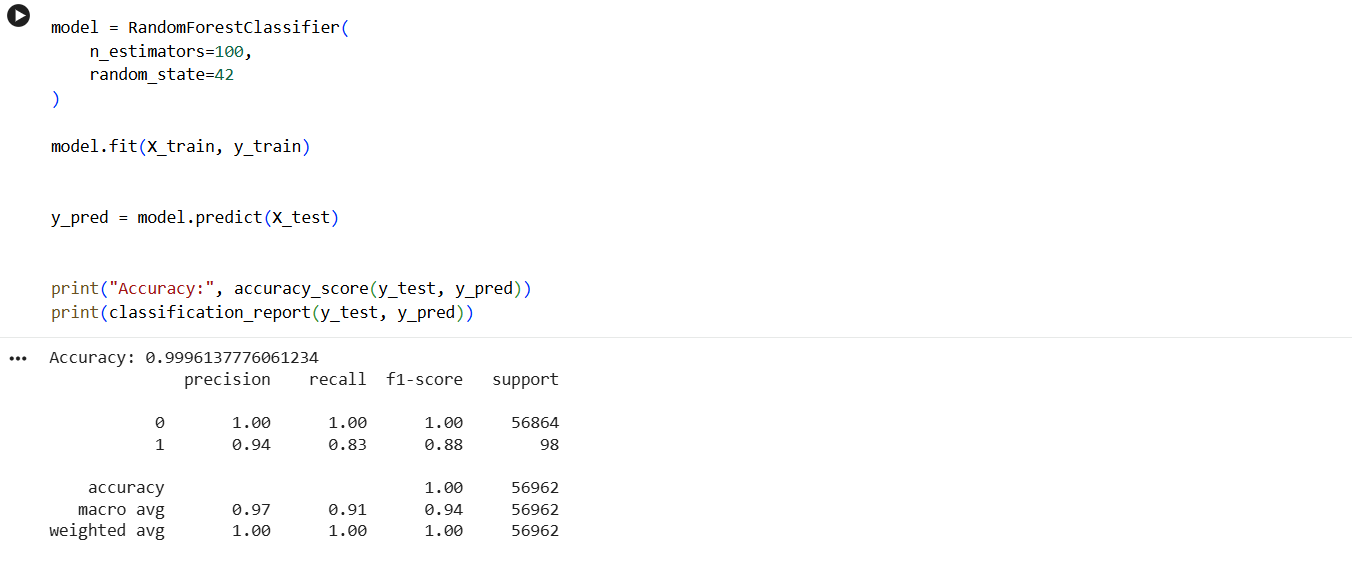 model = RandomForestClassifier(
    n_estimators=100,
    random_state=42
)
model.fit(X_train, y_train)
y_pred = model.predict(X_test)
print("Accuracy:", accuracy_score(y_test, y_pred))
print(classification_report(y_test, y_pred))
Accuracy: 0.9996137776061234
              precision    recall  f1-score   support
           0       1.00      1.00      1.00     56864
           1       0.94      0.83      0.88        98
    accuracy                           1.00     56962
   macro avg       0.97      0.91      0.94     56962
weighted avg       1.00      1.00      1.00     56962